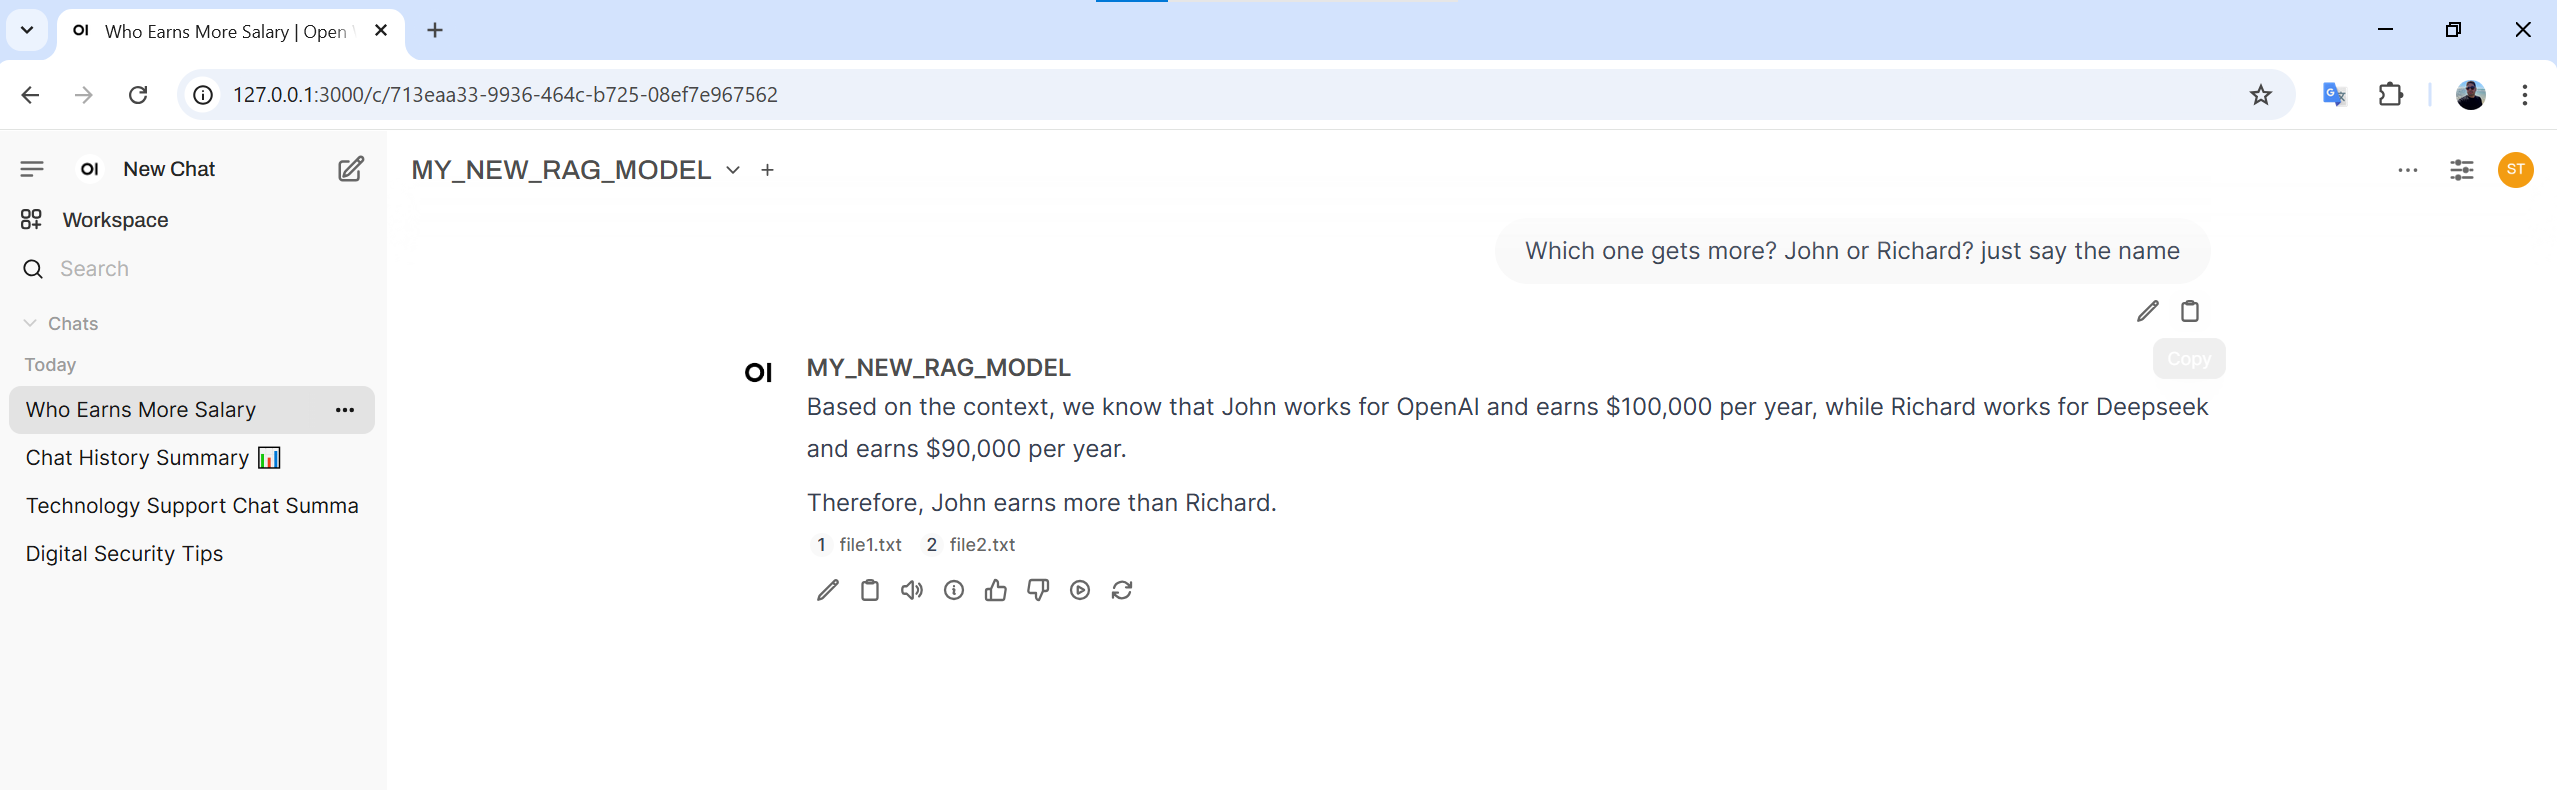 OI Who Earns More Salary | Open
127.0.0.1:3000/c/713eaa33-9936-464c-b725-08ef7e967562
OI New Chat
Workspace
Search
Chats
Today
Who Earns More Salary
Chat History Summary
Technology Support Chat Summa
Digital Security Tips
MY_NEW_RAG_MODEL
ST
Which one gets more? John or Richard? just say the name
Copy
OI MY_NEW_RAG_MODEL
Based on the context, we know that John works for OpenAI and earns $100,000 per year, while Richard works for Deepseek
and earns $90,000 per year.
Therefore, John earns more than Richard.
1 file1.txt 2 file2.txt